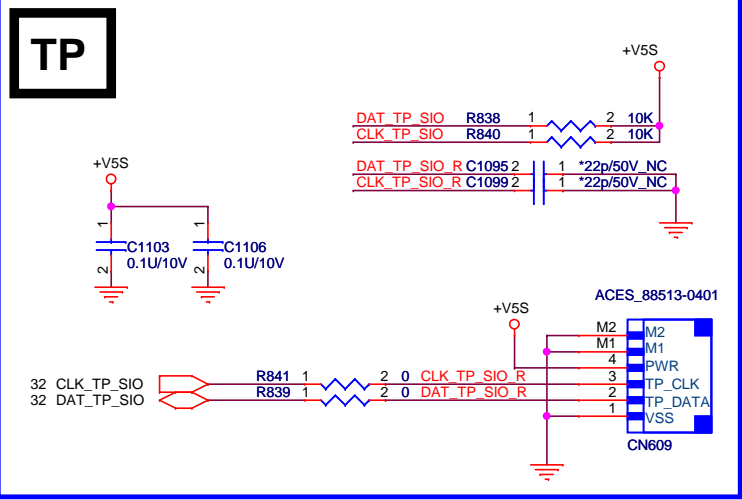 TP
+V5S
DAT_TP_SIO R838 1 2 10K
CLK_TP_SIO R840 1 2 10K
DAT_TP_SIO_R C1095 2 1 *22p/50V_NC
CLK_TP_SIO_R C1099 2 1 *22p/50V_NC
+V5S
1 1
C1103 C1106
0.1U/10V 0.1U/10V
2 2
ACES_88513-0401
+V5S
M2 M2
M1 M1
4 PWR
32 CLK_TP_SIO R841 1 2 0 CLK_TP_SIO_R 3 TP_CLK
32 DAT_TP_SIO R839 1 2 0 DAT_TP_SIO_R 2 TP_DATA
1 VSS
CN609